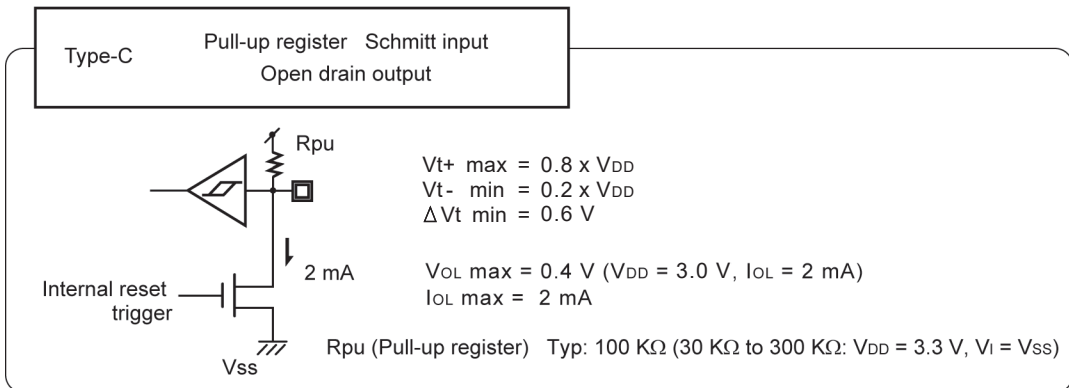 Type-C Pull-up register Schmitt input
Open drain output
Rpu
Vt+ max = 0.8 x VDD
Vt- min = 0.2 x VDD
ΔVt min = 0.6 V
2 mA
VOL max = 0.4 V (VDD = 3.0 V, IOL = 2 mA)
IOL max = 2 mA
Internal reset
trigger
Vss
Rpu (Pull-up register) Typ: 100 KΩ (30 KΩ to 300 KΩ: VDD = 3.3 V, VI = VSS)